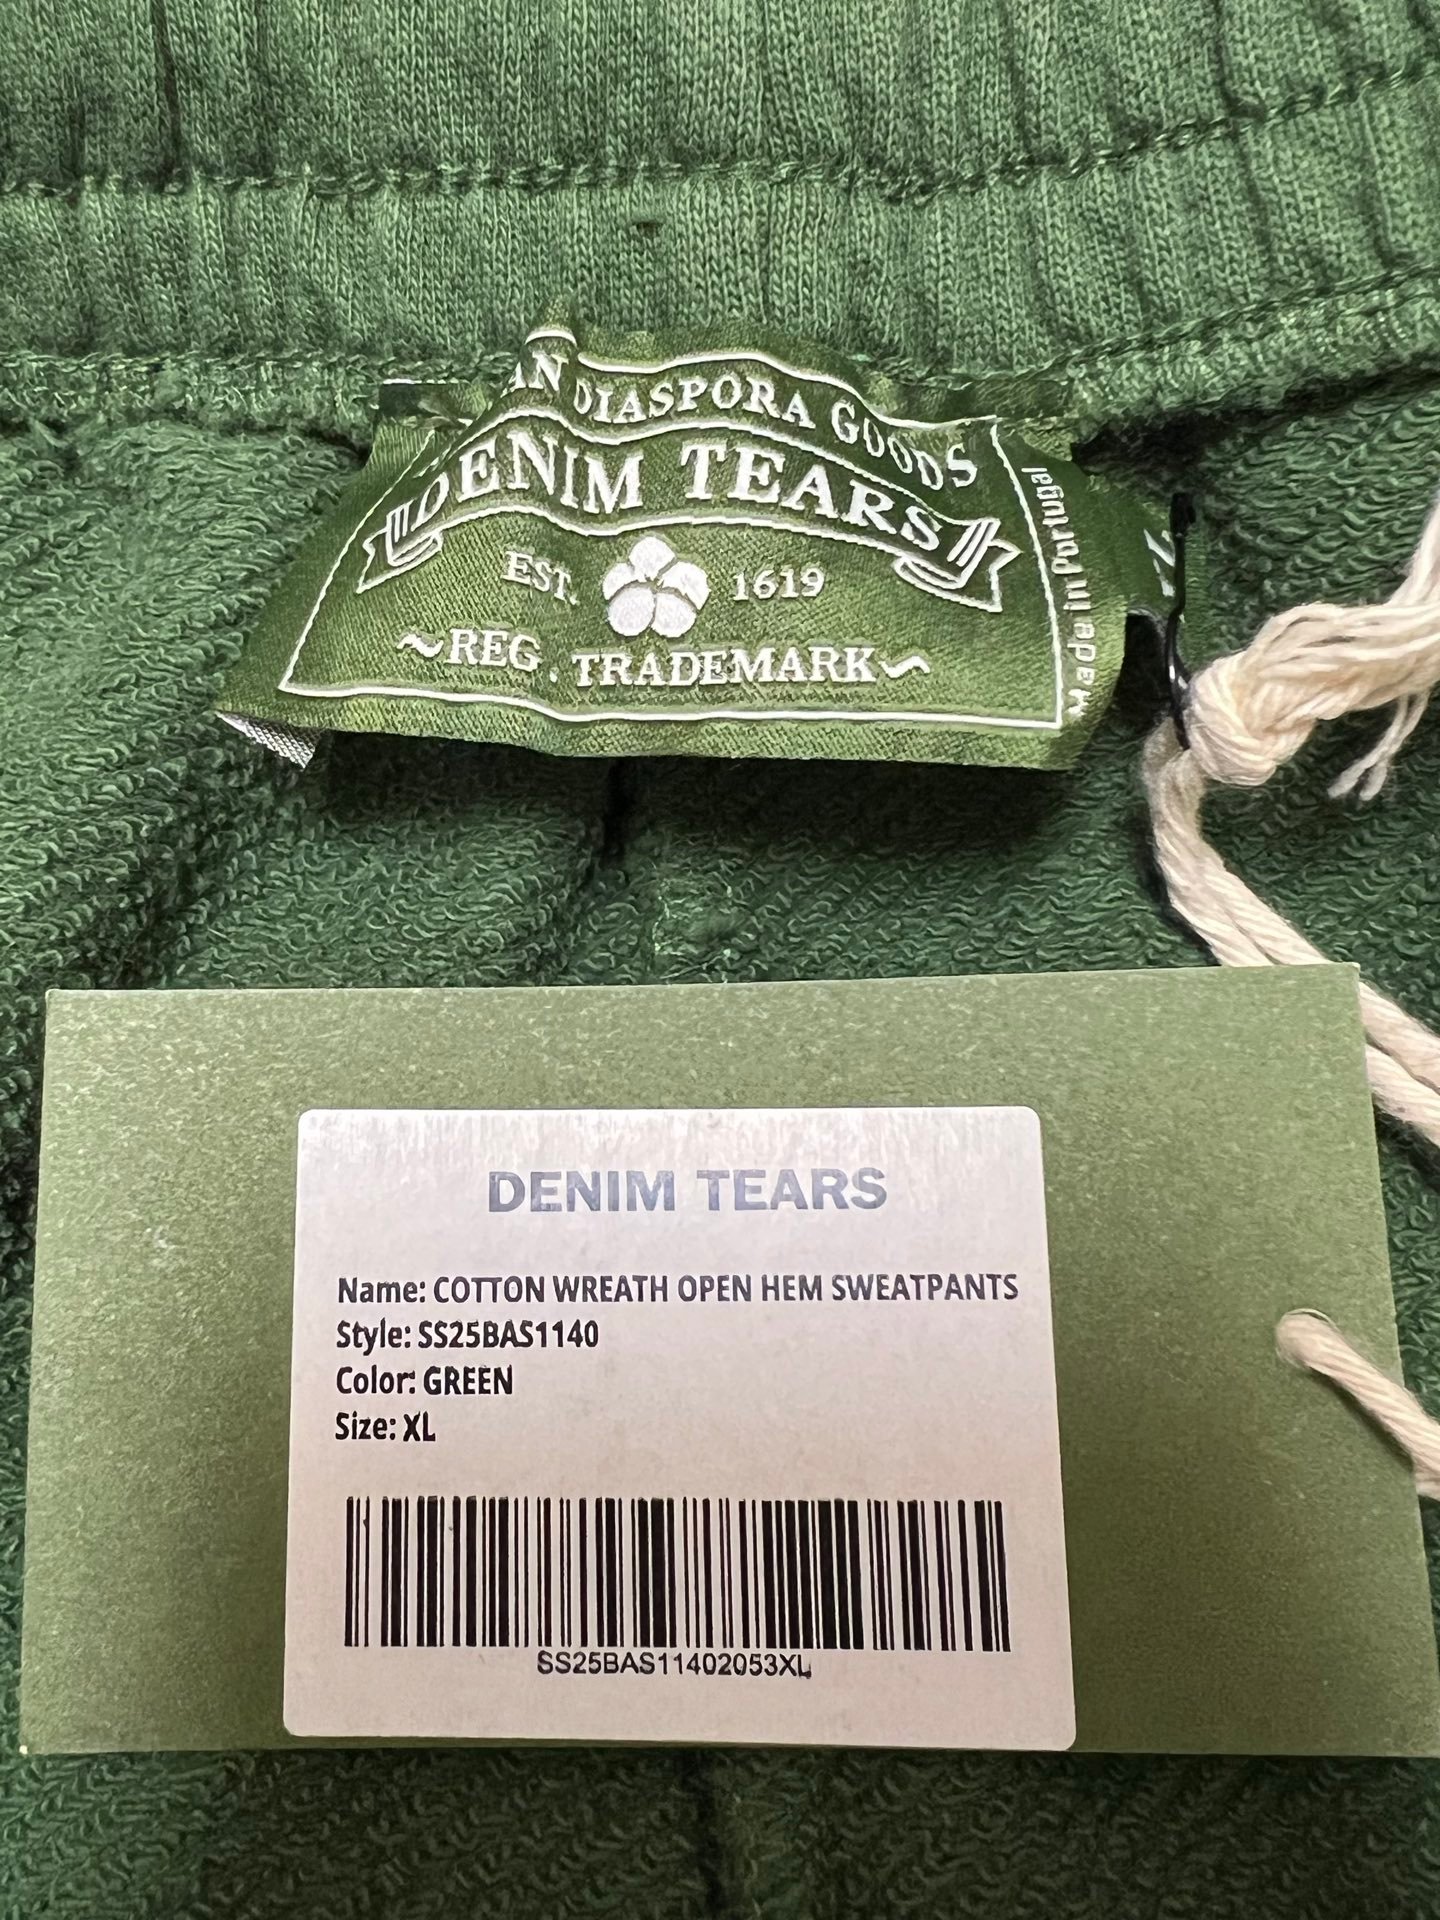 DIASPORA GOODS
DENIM TEARS
EST. 1619
~REG. TRADEMARK~
Made in Portugal
DENIM TEARS
Name: COTTON WREATH OPEN HEM SWEATPANTS
Style: SS25BAS1140
Color: GREEN
Size: XL
SS25BAS11402053XL